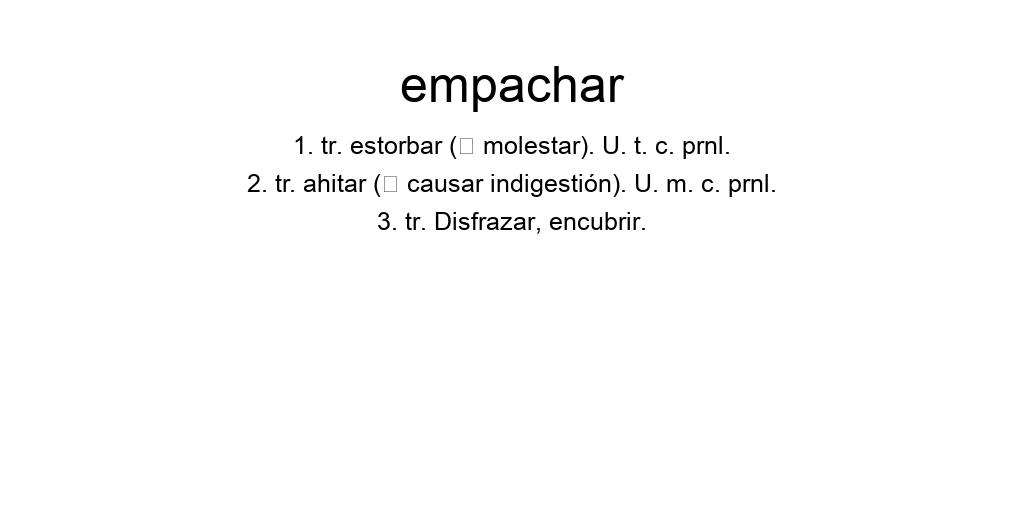 empachar
1. tr. estorbar (▯ molestar). U. t. c. prnl.
2. tr. ahitar (▯ causar indigestión). U. m. c. prnl.
3. tr. Disfrazar, encubrir.